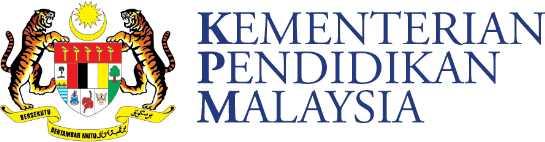 KEMENTERIAN
PENDIDIKAN
MALAYSIA
BERSEKUTU
BERTAMBAH MUTU